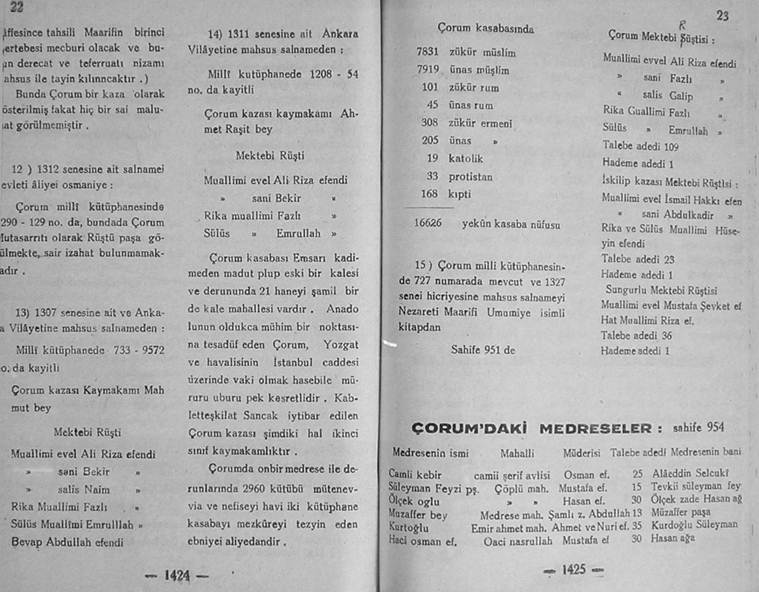 22
tahsili Maarifin birinci
mecburi olacak ve bu-
derecat ve teferruatı nizamı
ile tayin kılınncaktır .)
Bunda Çorum bir kaza olarak
österilmiş fakat hiç bir sai malu-
at görülmemiştir .
12 ) 1312 senesine ait salnamei
evleti âliyei osmaniye :
Çorum millî kütüphanesinde
290 - 129 no. da, bundada Çorum
Mutasarrıfı olarak Rüştü paşa gö-
ülmekte, sair izahat bulunmamak-
adır .
13) 1307 senesine ait ve Anka-
a Vilâyetine mahsus salnameden :
Millî kütüphanede 733 - 9572
o. da kayitli
Çorum kazası Kaymakamı Mah
mut bey
Mektebi Rüşti
Muallimi evel Ali Riza efendi
» sani Bekir »
» salis Naim »
Rika Muallimi Fazlı »
Sülüs Muallimi Emrulllah »
Bevap Abdullah efendi
14) 1311 senesine ait Ankara
Vilâyetine mahsus salnameden :
Millî kutüphanede 1208 - 54
no. da kayitli
Çorum kazası kaymakamı Ah-
met Raşit bey
Mektebi Rüşti
Muallimi evel Ali Riza efendi
» sani Bekir «
Rika muallimi Fazlı »
Sülüs » Emrullah »
Çorum kasabası Emsarı kadi-
meden madut plup eski bir kalesi
ve derununda 21 haneyi şamil bir
de kale mahallesi vardır . Anado
lunun oldukca mühim bir noktası-
na tesadüf eden Çorum, Yozgat
ve havalisinin İstanbul caddesi
üzerinde vaki olmak hasebile mü-
ruru uburu pek kesretlidir . Kab-
letteşkilat Sancak iytibar edilen
Çorum kazası şimdiki hal ikinci
sınıf kaymakamlıktır .
Çorumda onbir medrese ile de-
runlarında 2960 kütübü mütenev-
via ve nefiseyi havi iki kütüphane
kasabayı mezkûreyi tezyin eden
ebniyei aliyedandir .
— 1424 —
23
Çorum kasabasında
7831 zükûr müslim
7919 ünas müşlim
101 zükûr rum
45 ünas rum
308 zükûr ermeni
205 ünas »
19 katolik
33 protistan
168 kıpti
16626 yekûn kasaba nüfusu
15 ) Çorum milli kütüphanesin-
de 727 numarada mevcut ve 1327
senei hicriyesine mahsus salnameyi
Nezareti Maarifi Umumiye isimli
kitapdan
Sahife 951 de
R
Çorum Mektebi Rüştisi :
Muallimi evvel Ali Riza efendi
» sani Fazlı »
« salis Galip »
Rika Guallimi Fazlı »
Sülüs » Emrullah »
Talebe adedi 109
Hademe adedi 1
İskilip kazası Mektebi Rüştisi :
Muallimi evel İsmail Hakkı efen
« sani Abdulkadir »
Rika ve Sülüs Muallimi Hüse-
yin efendi
Talebe adedi 23
Hademe adedi 1
Sungurlu Mektebi Rüştisi
Muallimi evel Mustafa Şevket ef
Hat Muallimi Riza ef.
Talebe adedi 36
Hademe adedi 1
ÇORUM'DAKİ MEDRESELER : sahife 954
Medresenin ismi Mahalli Müderisi Talebe adedi Medresenin bani
Camli kebir camii şerif avlisi Osman ef. 25 Alâeddin Selcukî
Süleyman Feyzi pş. Çöplü mah. Mustafa ef. 15 Tevkii süleyman fey
Ölçek oglu » » Hasan ef. 30 Ölçek zade Hasan ağ
Muzaffer bey Medrese mah. Şamlı z. Abdullah 13 Müzaffer paşa
Kurtoğlu Emir ahmet mah. Ahmet ve Nuri ef. 35 Kurdoğlu Süleyman
Haci osman ef. Oaci nasrullah Mustafa ef 30 Hasan ağa
— 1425 —